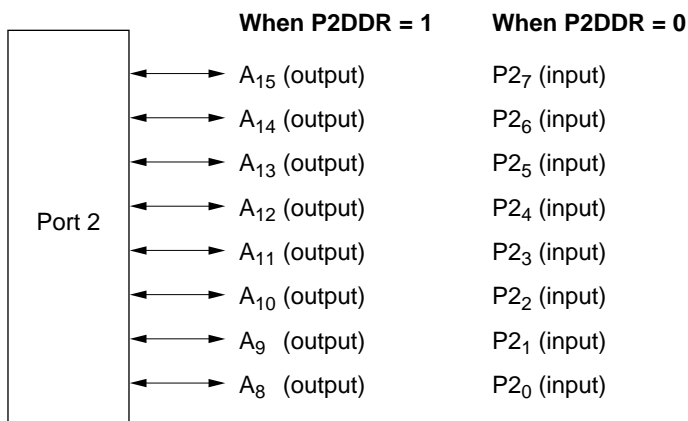 When P2DDR = 1 When P2DDR = 0
A15 (output) P27 (input)
A14 (output) P26 (input)
A13 (output) P25 (input)
Port 2 A12 (output) P24 (input)
A11 (output) P23 (input)
A10 (output) P22 (input)
A9 (output) P21 (input)
A8 (output) P20 (input)